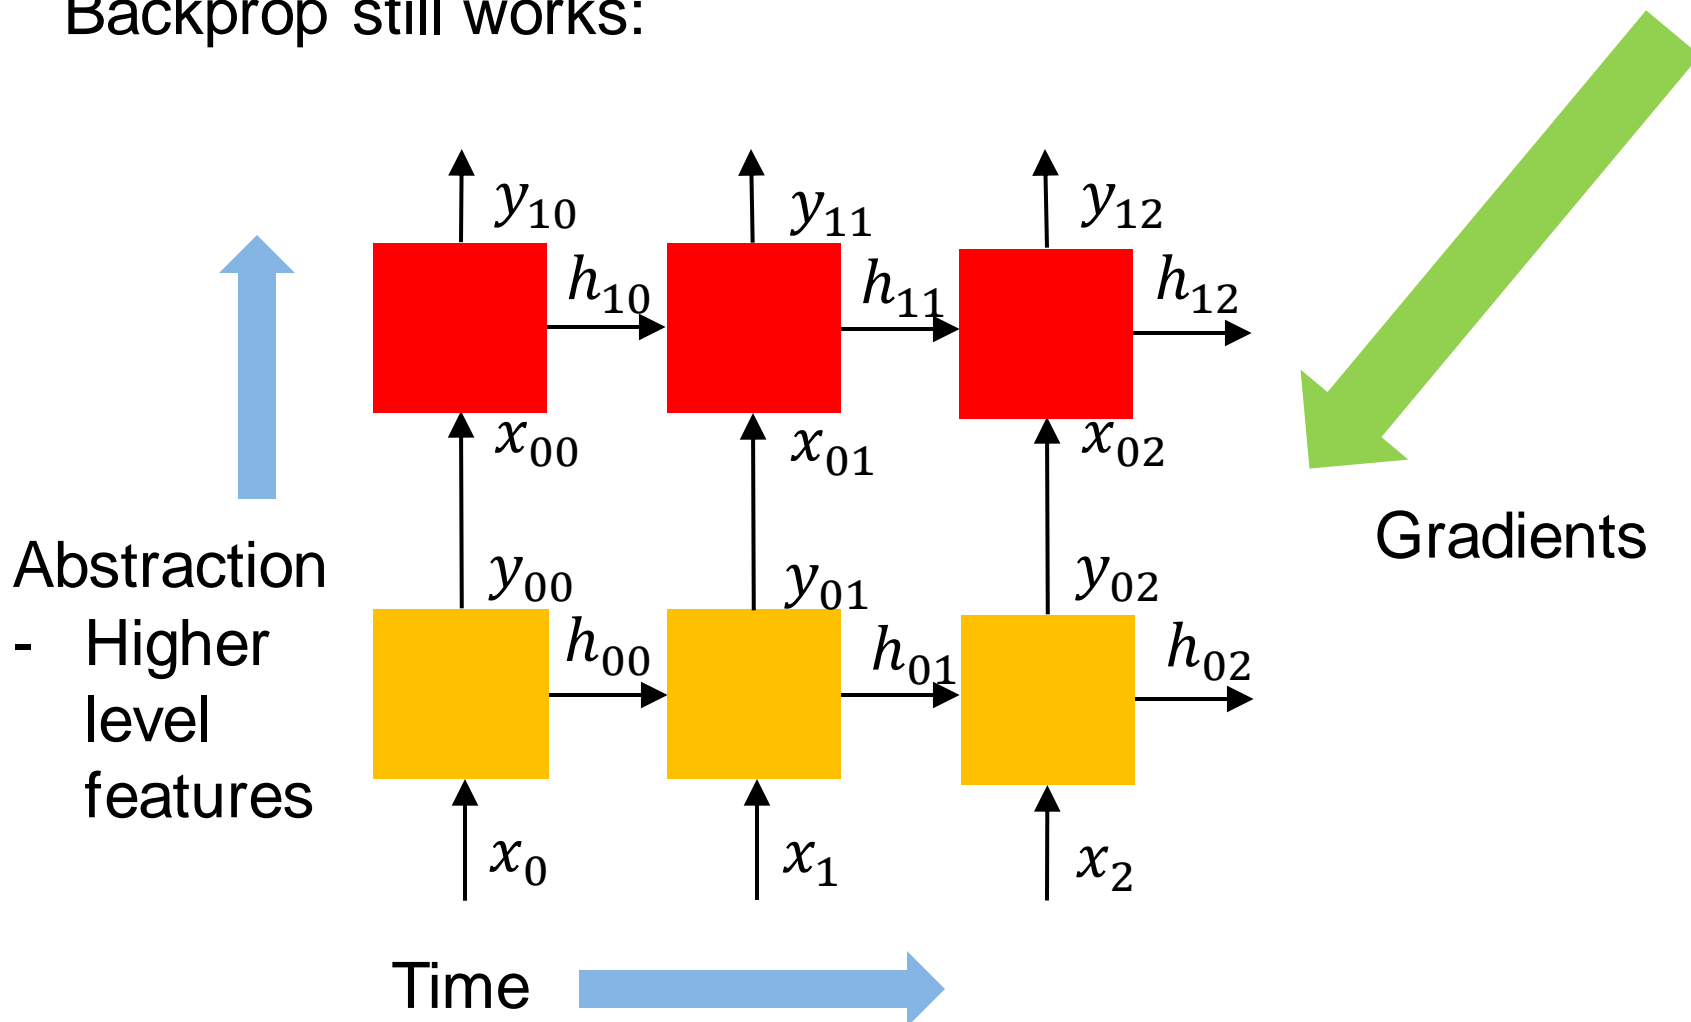 Backprop still works:
y₁₀ y₁₁ y₁₂
h₁₀ h₁₁ h₁₂
x₀₀ x₀₁ x₀₂
Gradients
Abstraction
y₀₀ y₀₁ y₀₂
- Higher
level
features
h₀₀ h₀₁ h₀₂
x₀ x₁ x₂
Time